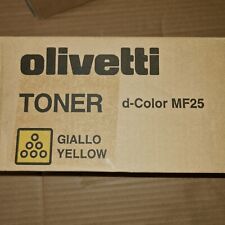 olivetti
TONER d-Color MF25
GIALLO
YELLOW